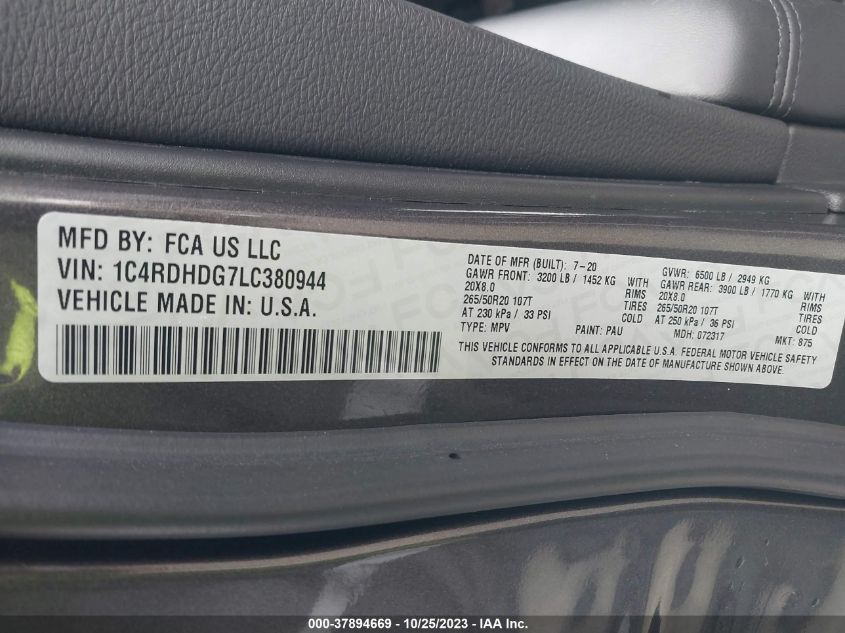 MFD BY: FCA US LLC
VIN: 1C4RDHDG7LC380944
VEHICLE MADE IN: U.S.A.
DATE OF MFR (BUILT): 7-20
GAWR FRONT: 3200 LB / 1452 KG WITH
20X8.0 RIMS
265/50R20 107T TIRES
AT 230 kPa / 33 PSI COLD
TYPE: MPV PAINT: PAU
GVWR: 6500 LB / 2949 KG
GAWR REAR: 3900 LB / 1770 KG WITH
20X8.0 RIMS
265/50R20 107T TIRES
AT 250 kPa / 36 PSI COLD
MDH: 072317 MKT: 875
THIS VEHICLE CONFORMS TO ALL APPLICABLE U.S.A. FEDERAL MOTOR VEHICLE SAFETY
STANDARDS IN EFFECT ON THE DATE OF MANUFACTURE SHOWN ABOVE.
000-37894669 - 10/25/2023 - IAA Inc.